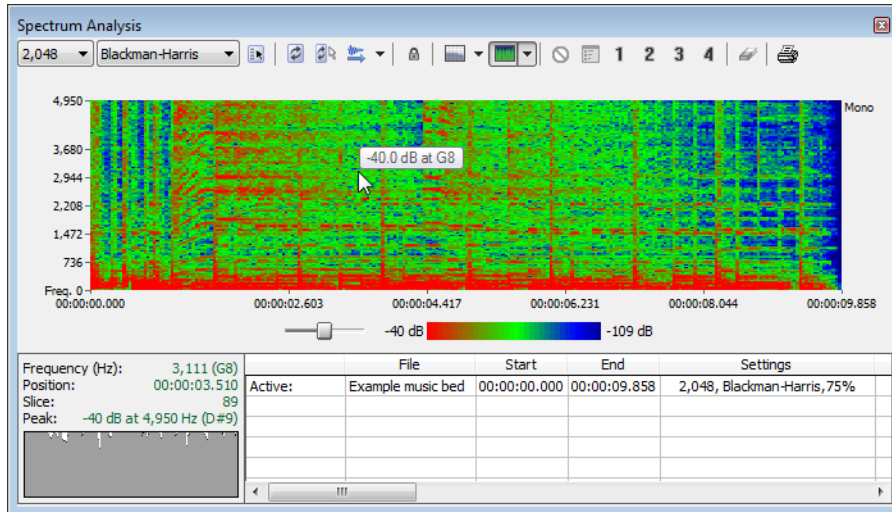 Spectrum Analysis
2,048 Blackman-Harris 1 2 3 4
4,950
Mono
3,680
-40.0 dB at G8
2,944
2,208
1,472
736
Freq. 0
00:00:00.000 00:00:02.603 00:00:04.417 00:00:06.231 00:00:08.044 00:00:09.858
-40 dB -109 dB
Frequency (Hz): 3,111 (G8)
Position: 00:00:03.510
Slice: 89
Peak: -40 dB at 4,950 Hz (D#9)
File Start End Settings
Active: Example music bed 00:00:00.000 00:00:09.858 2,048, Blackman-Harris,75%